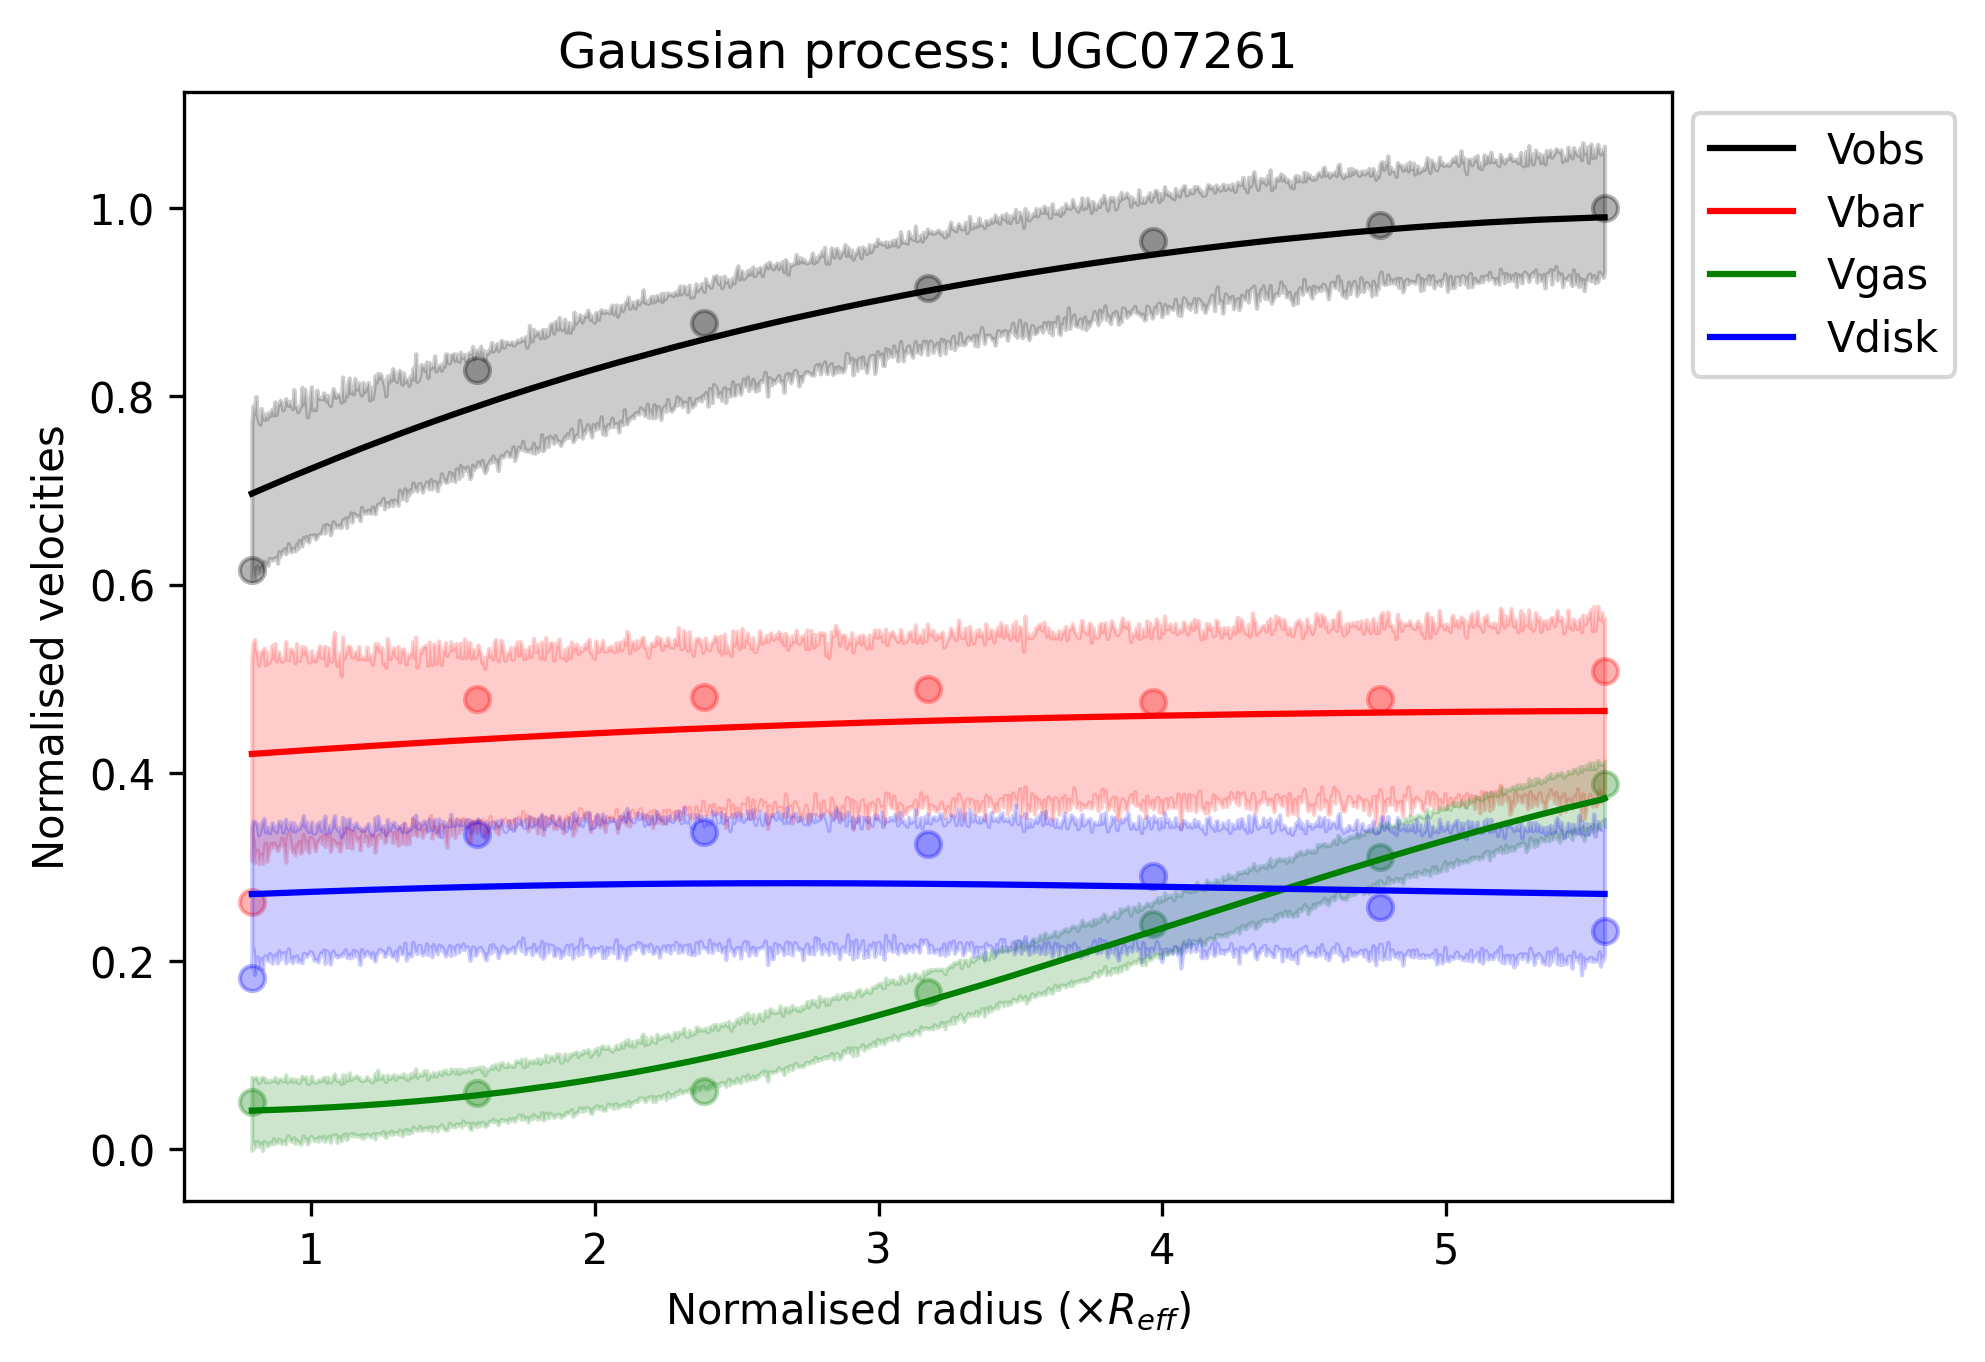 Gaussian process: UGC07261
Vobs
Vbar
Vgas
Vdisk
Normalised velocities
1.0
0.8
0.6
0.4
0.2
0.0
1 2 3 4 5
Normalised radius (×R_eff)